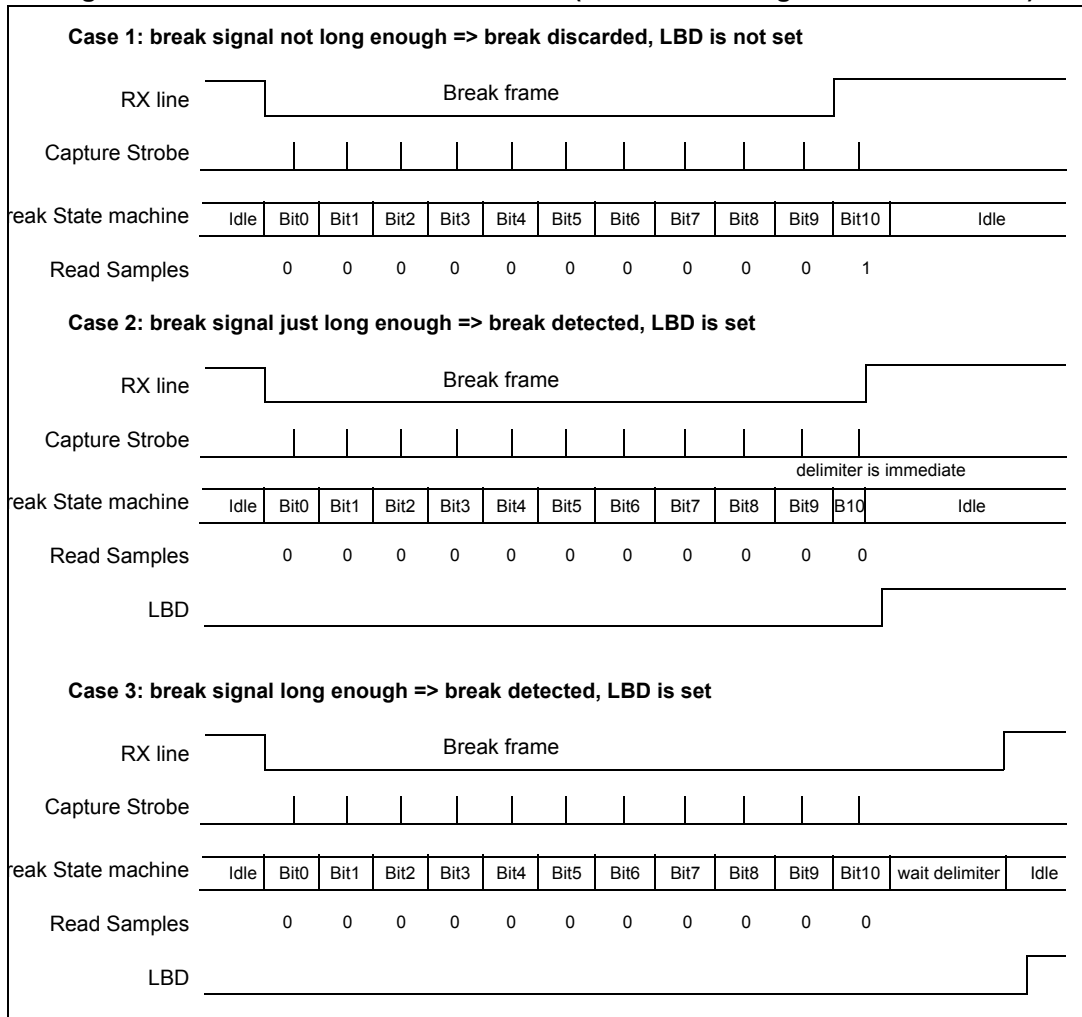 Case 1: break signal not long enough => break discarded, LBD is not set
RX line Break frame
Capture Strobe
reak State machine Idle Bit0 Bit1 Bit2 Bit3 Bit4 Bit5 Bit6 Bit7 Bit8 Bit9 Bit10 Idle
Read Samples 0 0 0 0 0 0 0 0 0 0 1
Case 2: break signal just long enough => break detected, LBD is set
RX line Break frame
Capture Strobe
delimiter is immediate
reak State machine Idle Bit0 Bit1 Bit2 Bit3 Bit4 Bit5 Bit6 Bit7 Bit8 Bit9 B10 Idle
Read Samples 0 0 0 0 0 0 0 0 0 0 0
LBD
Case 3: break signal long enough => break detected, LBD is set
RX line Break frame
Capture Strobe
reak State machine Idle Bit0 Bit1 Bit2 Bit3 Bit4 Bit5 Bit6 Bit7 Bit8 Bit9 Bit10 wait delimiter Idle
Read Samples 0 0 0 0 0 0 0 0 0 0 0
LBD